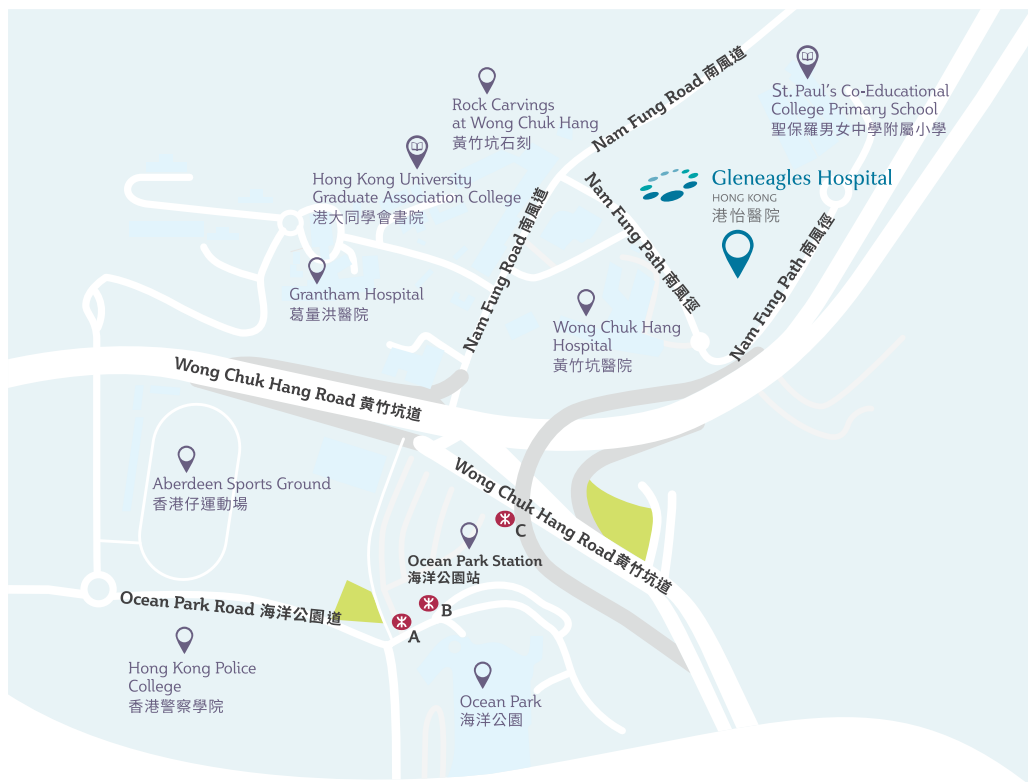 Nam Fung Road 南風道
St. Paul's Co-Educational
College Primary School
聖保羅男女中學附屬小學
Rock Carvings
at Wong Chuk Hang
黃竹坑石刻
Hong Kong University
Graduate Association College
港大同學會書院
Gleneagles Hospital
HONG KONG
港怡醫院
Nam Fung Road 南風道
Nam Fung Path 南風徑
Nam Fung Path 南風徑
Grantham Hospital
葛量洪醫院
Wong Chuk Hang
Hospital
黃竹坑醫院
Wong Chuk Hang Road 黄竹坑道
Aberdeen Sports Ground
香港仔運動場
Wong Chuk Hang Road 黄竹坑道
C
Ocean Park Station
海洋公園站
B
A
Ocean Park Road 海洋公園道
Hong Kong Police
College
香港警察學院
Ocean Park
海洋公園